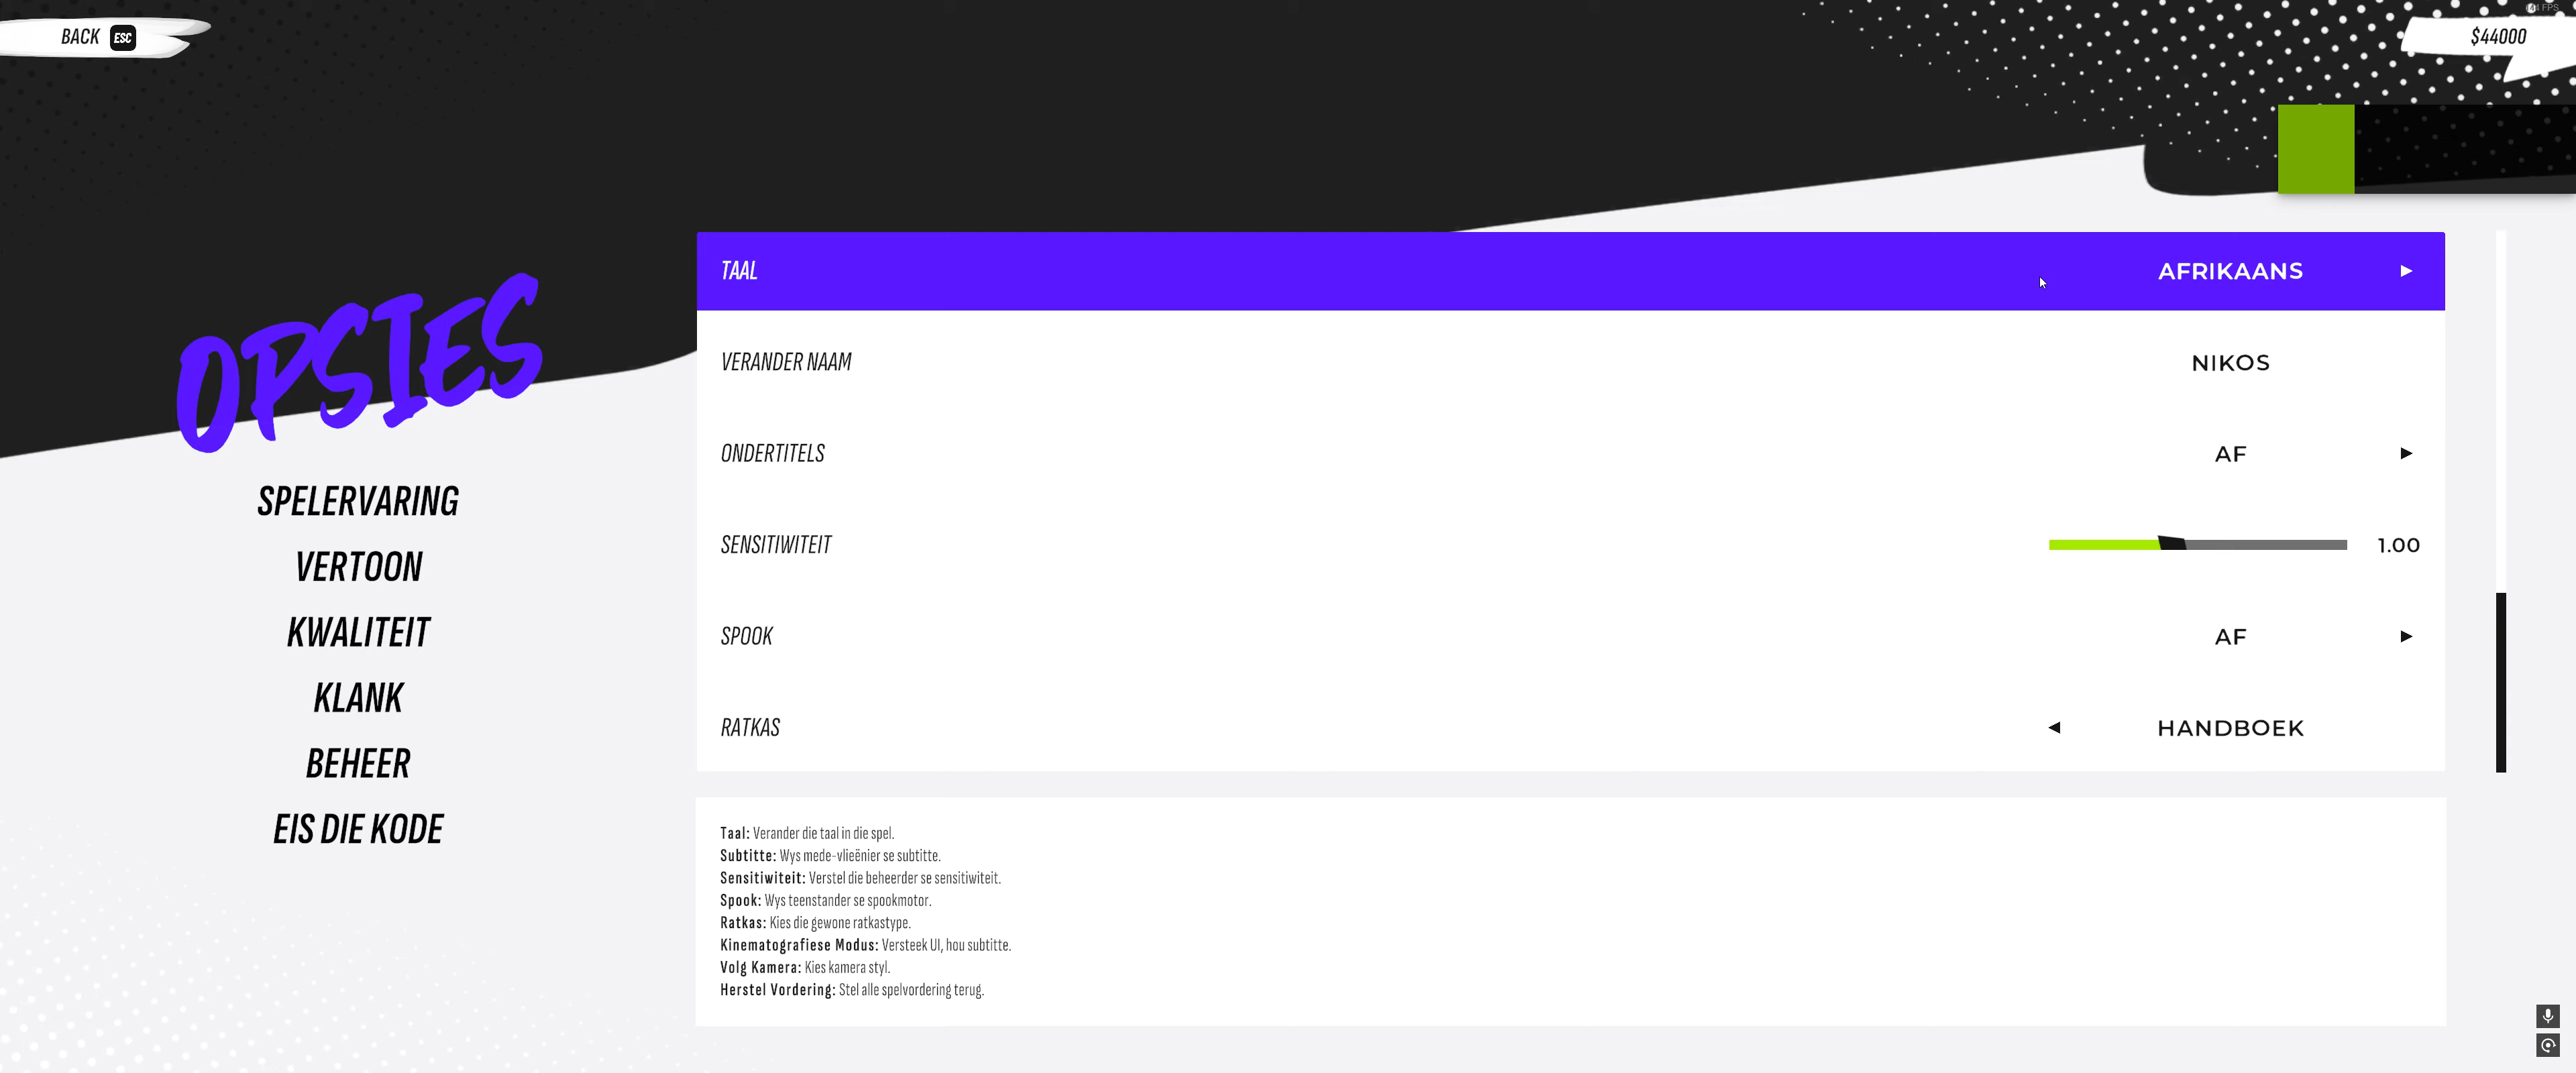 BACK ESC
$44000
OPSIES
SPELERVARING
VERTOON
KWALITEIT
KLANK
BEHEER
EIS DIE KODE
TAAL AFRIKAANS
VERANDER NAAM NIKOS
ONDERTITELS AF
SENSITIWITEIT 1.00
SPOOK AF
RATKAS HANDBOEK
Taal: Verander die taal in die spel.
Subtitte: Wys mede-vlieënier se subtitte.
Sensitiwiteit: Verstel die beheerder se sensitiwiteit.
Spook: Wys teenstander se spookmotor.
Ratkas: Kies die gewone ratkastype.
Kinematografiese Modus: Versteek UI, hou subtitte.
Volg Kamera: Kies kamera styl.
Herstel Vordering: Stel alle spelvordering terug.